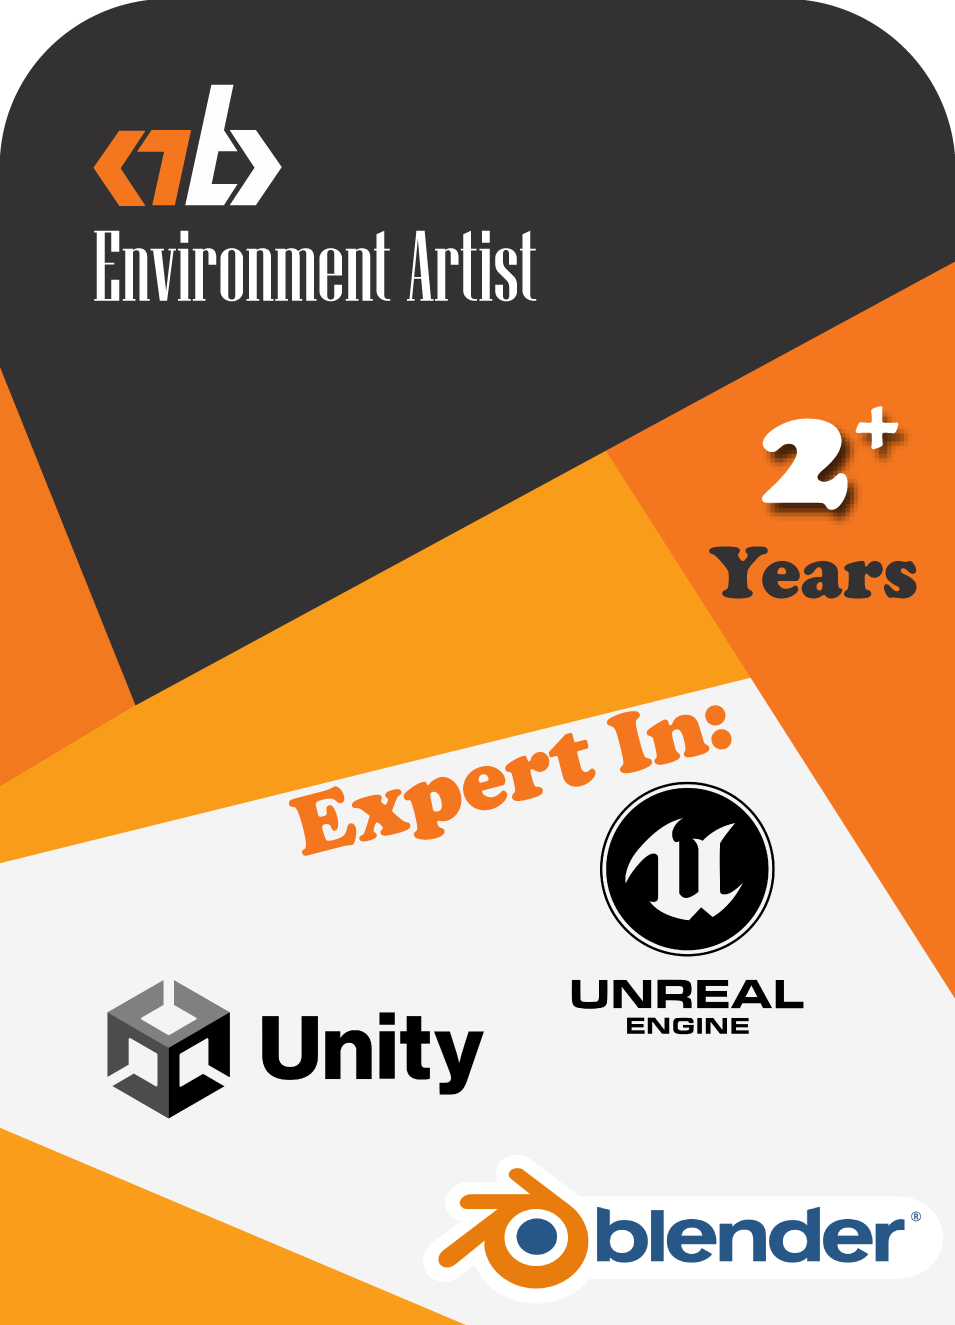 Environment Artist
2+
Years
Expert In:
UNREAL
ENGINE
Unity
blender®